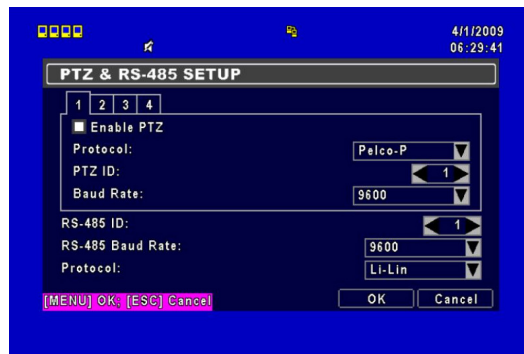 4/1/2009
06:29:41
PTZ & RS-485 SETUP
1 2 3 4
Enable PTZ
Protocol: Pelco-P
PTZ ID: 1
Baud Rate: 9600
RS-485 ID: 1
RS-485 Baud Rate: 9600
Protocol: Li-Lin
[MENU] OK; [ESC] Cancel OK Cancel